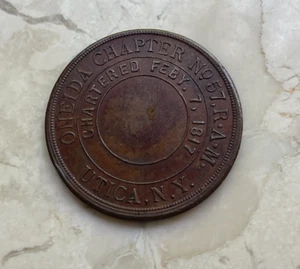 ONEIDA CHAPTER No 57, R.A.M.
UTICA, N.Y.
CHARTERED FEBY. 7, 1817